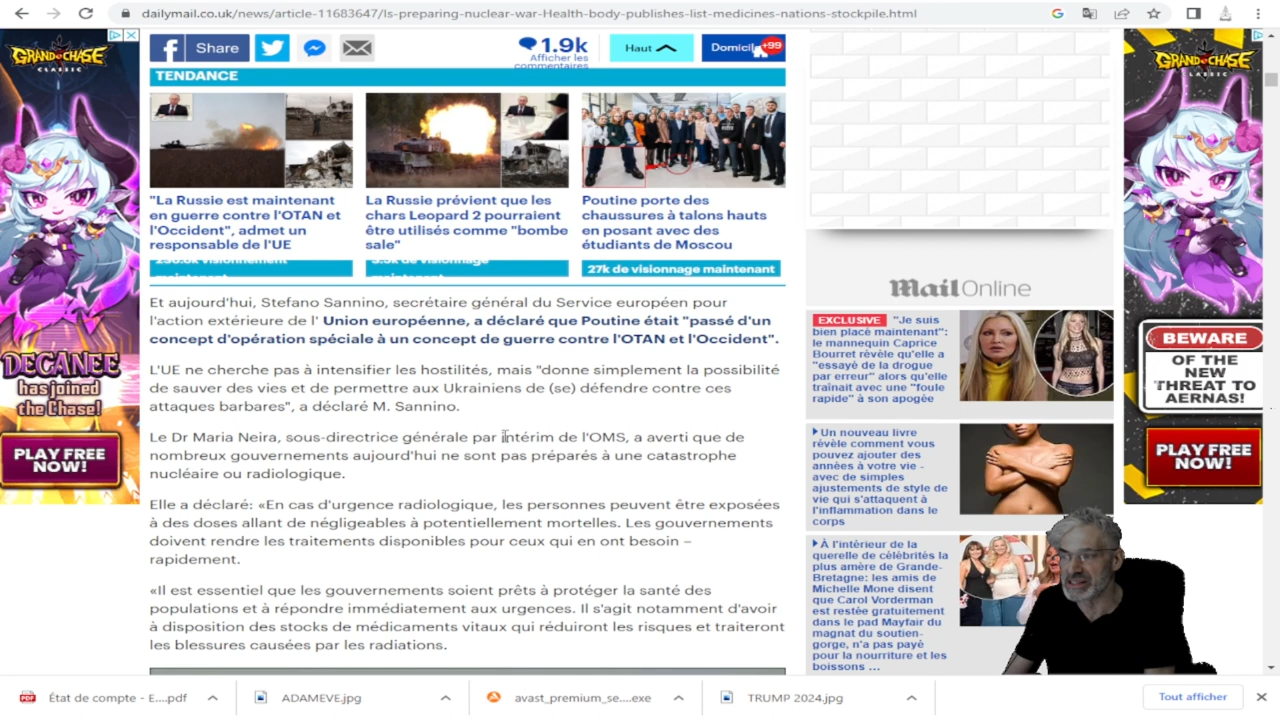 dailymail.co.uk/news/article-11683647/Is-preparing-nuclear-war-Health-body-publishes-list-medicines-nations-stockpile.html
GRAND CHASE
CLASSIC
DECANEE
has joined
the Chase!
PLAY FREE
NOW!
Share
1.9k
Afficher les
commentaires
Haut
Domicil
+99
TENDANCE
"La Russie est maintenant
en guerre contre l'OTAN et
l'Occident", admet un
responsable de l'UE
maintenant
La Russie prévient que les
chars Leopard 2 pourraient
être utilisés comme "bombe
sale"
maintenant
Poutine porte des
chaussures à talons hauts
en posant avec des
étudiants de Moscou
27k de visionnage maintenant
Et aujourd'hui, Stefano Sannino, secrétaire général du Service européen pour
l'action extérieure de l' Union européenne, a déclaré que Poutine était "passé d'un
concept d'opération spéciale à un concept de guerre contre l'OTAN et l'Occident".
L'UE ne cherche pas à intensifier les hostilités, mais "donne simplement la possibilité
de sauver des vies et de permettre aux Ukrainiens de (se) défendre contre ces
attaques barbares", a déclaré M. Sannino.
Le Dr Maria Neira, sous-directrice générale par intérim de l'OMS, a averti que de
nombreux gouvernements aujourd'hui ne sont pas préparés à une catastrophe
nucléaire ou radiologique.
Elle a déclaré: «En cas d'urgence radiologique, les personnes peuvent être exposées
à des doses allant de négligeables à potentiellement mortelles. Les gouvernements
doivent rendre les traitements disponibles pour ceux qui en ont besoin –
rapidement.
«Il est essentiel que les gouvernements soient prêts à protéger la santé des
populations et à répondre immédiatement aux urgences. Il s'agit notamment d'avoir
à disposition des stocks de médicaments vitaux qui réduiront les risques et traiteront
les blessures causées par les radiations.
Mail Online
EXCLUSIVE "Je suis
bien placé maintenant":
le mannequin Caprice
Bourret révèle qu'elle a
"essayé de la drogue
par erreur" alors qu'elle
traînait avec une "foule
rapide" à son apogée
Un nouveau livre
révèle comment vous
pouvez ajouter des
années à votre vie -
avec de simples
ajustements de style de
vie qui s'attaquent à
l'inflammation dans le
corps
À l'intérieur de la
querelle de célébrités la
plus amère de Grande-
Bretagne: les amis de
Michelle Mone disent
que Carol Vorderman
est restée gratuitement
dans le pad Mayfair du
magnat du soutien-
gorge, n'a pas payé
pour la nourriture et les
boissons ...
GRAND CHASE
CLASSIC
BEWARE
OF THE
NEW
THREAT TO
AERNAS!
PLAY FREE
NOW!
État de compte - E....pdf
ADAMEVE.jpg
avast_premium_se....exe
TRUMP 2024.jpg
Tout afficher